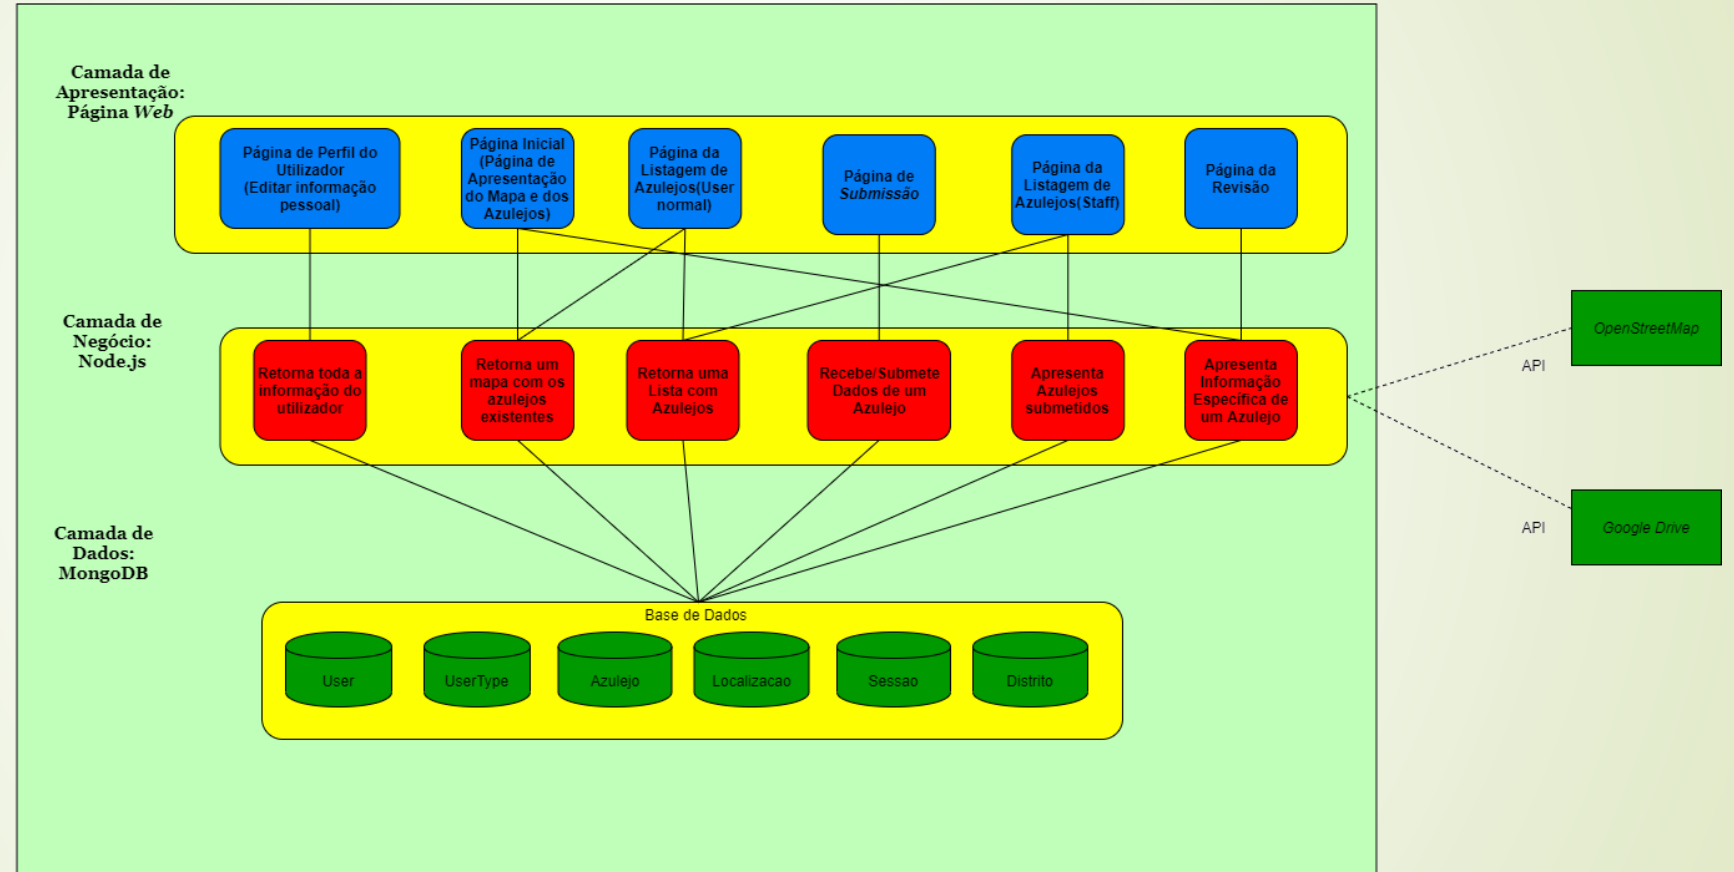 Camada de
Apresentação:
Página Web
Página de Perfil do
Utilizador
(Editar informação
pessoal)
Página Inicial
(Página de
Apresentação
do Mapa e dos
Azulejos)
Página da
Listagem de
Azulejos(User
normal)
Página de
Submissão
Página da
Listagem de
Azulejos(Staff)
Página da
Revisão
Camada de
Negócio:
Node.js
Retorna toda a
informação do
utilizador
Retorna um
mapa com os
azulejos
existentes
Retorna uma
Lista com
Azulejos
Recebe/Submete
Dados de um
Azulejo
Apresenta
Azulejos
submetidos
Apresenta
Informação
Específica de
um Azulejo
OpenStreetMap
API
API
Google Drive
Camada de
Dados:
MongoDB
Base de Dados
User
UserType
Azulejo
Localizacao
Sessao
Distrito